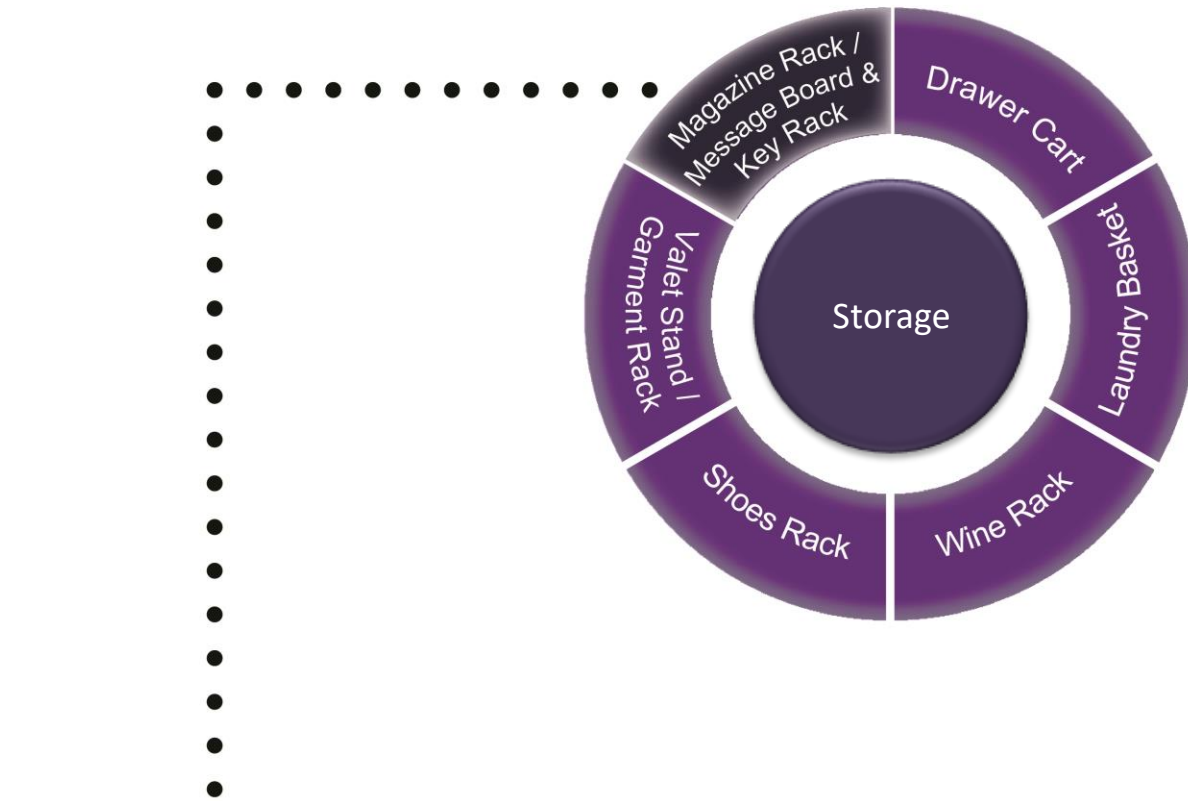 Magazine Rack /
Message Board &
Key Rack
Drawer Cart
Laundry Basket
Wine Rack
Shoes Rack
Valet Stand /
Garment Rack
Storage